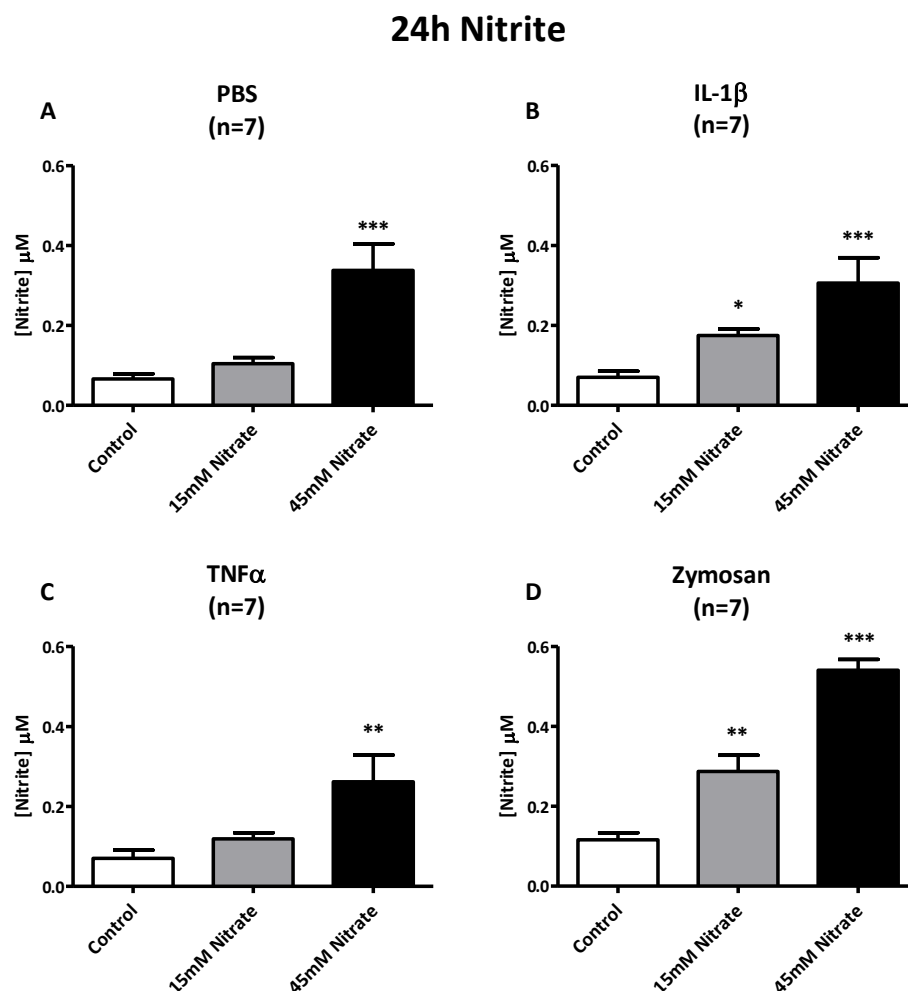 24h Nitrite
A
PBS
(n=7)
[Nitrite] μM
0.6
0.4
0.2
0.0
***
Control
15mM Nitrate
45mM Nitrate
B
IL-1β
(n=7)
[Nitrite] μM
0.6
0.4
0.2
0.0
*
***
Control
15mM Nitrate
45mM Nitrate
C
TNFα
(n=7)
[Nitrite] μM
0.6
0.4
0.2
0.0
**
Control
15mM Nitrate
45mM Nitrate
D
Zymosan
(n=7)
[Nitrite] μM
0.6
0.4
0.2
0.0
**
***
Control
15mM Nitrate
45mM Nitrate